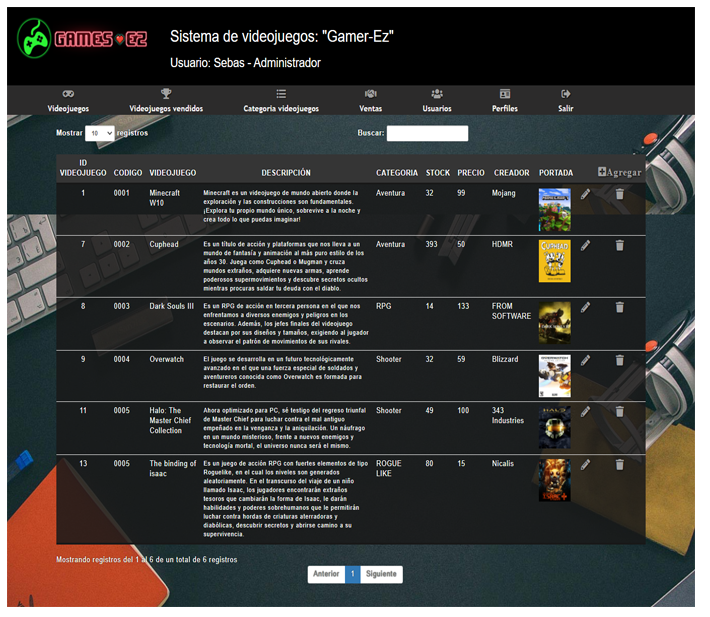 GAMES EZ
Sistema de videojuegos: "Gamer-Ez"
Usuario: Sebas - Administrador
Videojuegos Videojuegos vendidos Categoria videojuegos Ventas Usuarios Perfiles Salir
Mostrar 10 registros Buscar:
ID
VIDEOJUEGO CODIGO VIDEOJUEGO DESCRIPCIÓN CATEGORIA STOCK PRECIO CREADOR PORTADA Agregar
1 0001 Minecraft Minecraft es un videojuego de mundo abierto donde la Aventura 32 99 Mojang
W10 exploración y las construcciones son fundamentales.
¡Explora tu propio mundo único, sobrevive a la noche y
crea todo lo que puedas imaginar!
7 0002 Cuphead Es un título de acción y plataformas que nos lleva a un Aventura 393 50 HDMR
mundo de fantasía y animación al más puro estilo de los
años 30. Juega como Cuphead o Mugman y cruza
mundos extraños, adquiere nuevas armas, aprende
poderosos supermovimientos y descubre secretos ocultos
mientras procuras saldar tu deuda con el diablo.
CUPHEAD
8 0003 Dark Souls III Es un RPG de acción en tercera persona en el que nos RPG 14 133 FROM
enfrentamos a diversos enemigos y peligros en los SOFTWARE
escenarios. Además, los jefes finales del videojuego
destacan por sus diseños y tamaños, exigiendo al jugador
a observar el patrón de movimientos de sus rivales.
9 0004 Overwatch El juego se desarrolla en un futuro tecnológicamente Shooter 32 59 Blizzard
avanzado en el que una fuerza especial de soldados y
aventureros conocida como Overwatch es formada para
restaurar el orden.
11 0005 Halo: The Ahora optimizado para PC, sé testigo del regreso triunfal Shooter 49 100 343
Master Chief de Master Chief para luchar contra el mal antiguo Industries
Collection empeñado en la venganza y la aniquilación. Un náufrago
en un mundo misterioso, frente a nuevos enemigos y
tecnología mortal, el universo nunca será el mismo.
13 0005 The binding of Es un juego de acción RPG con fuertes elementos de tipo ROGUE 80 15 Nicalis
isaac Roguelike, en el cual los niveles son generados LIKE
aleatoriamente. En el transcurso del viaje de un niño
llamado Isaac, los jugadores encontrarán extraños
tesoros que cambiarán la forma de Isaac, le darán
habilidades y poderes sobrehumanos que le permitirán
luchar contra hordas de criaturas aterradoras y
diabólicas, descubrir secretos y abrirse camino a su
supervivencia.
Mostrando registros del 1 al 6 de un total de 6 registros
Anterior 1 Siguiente